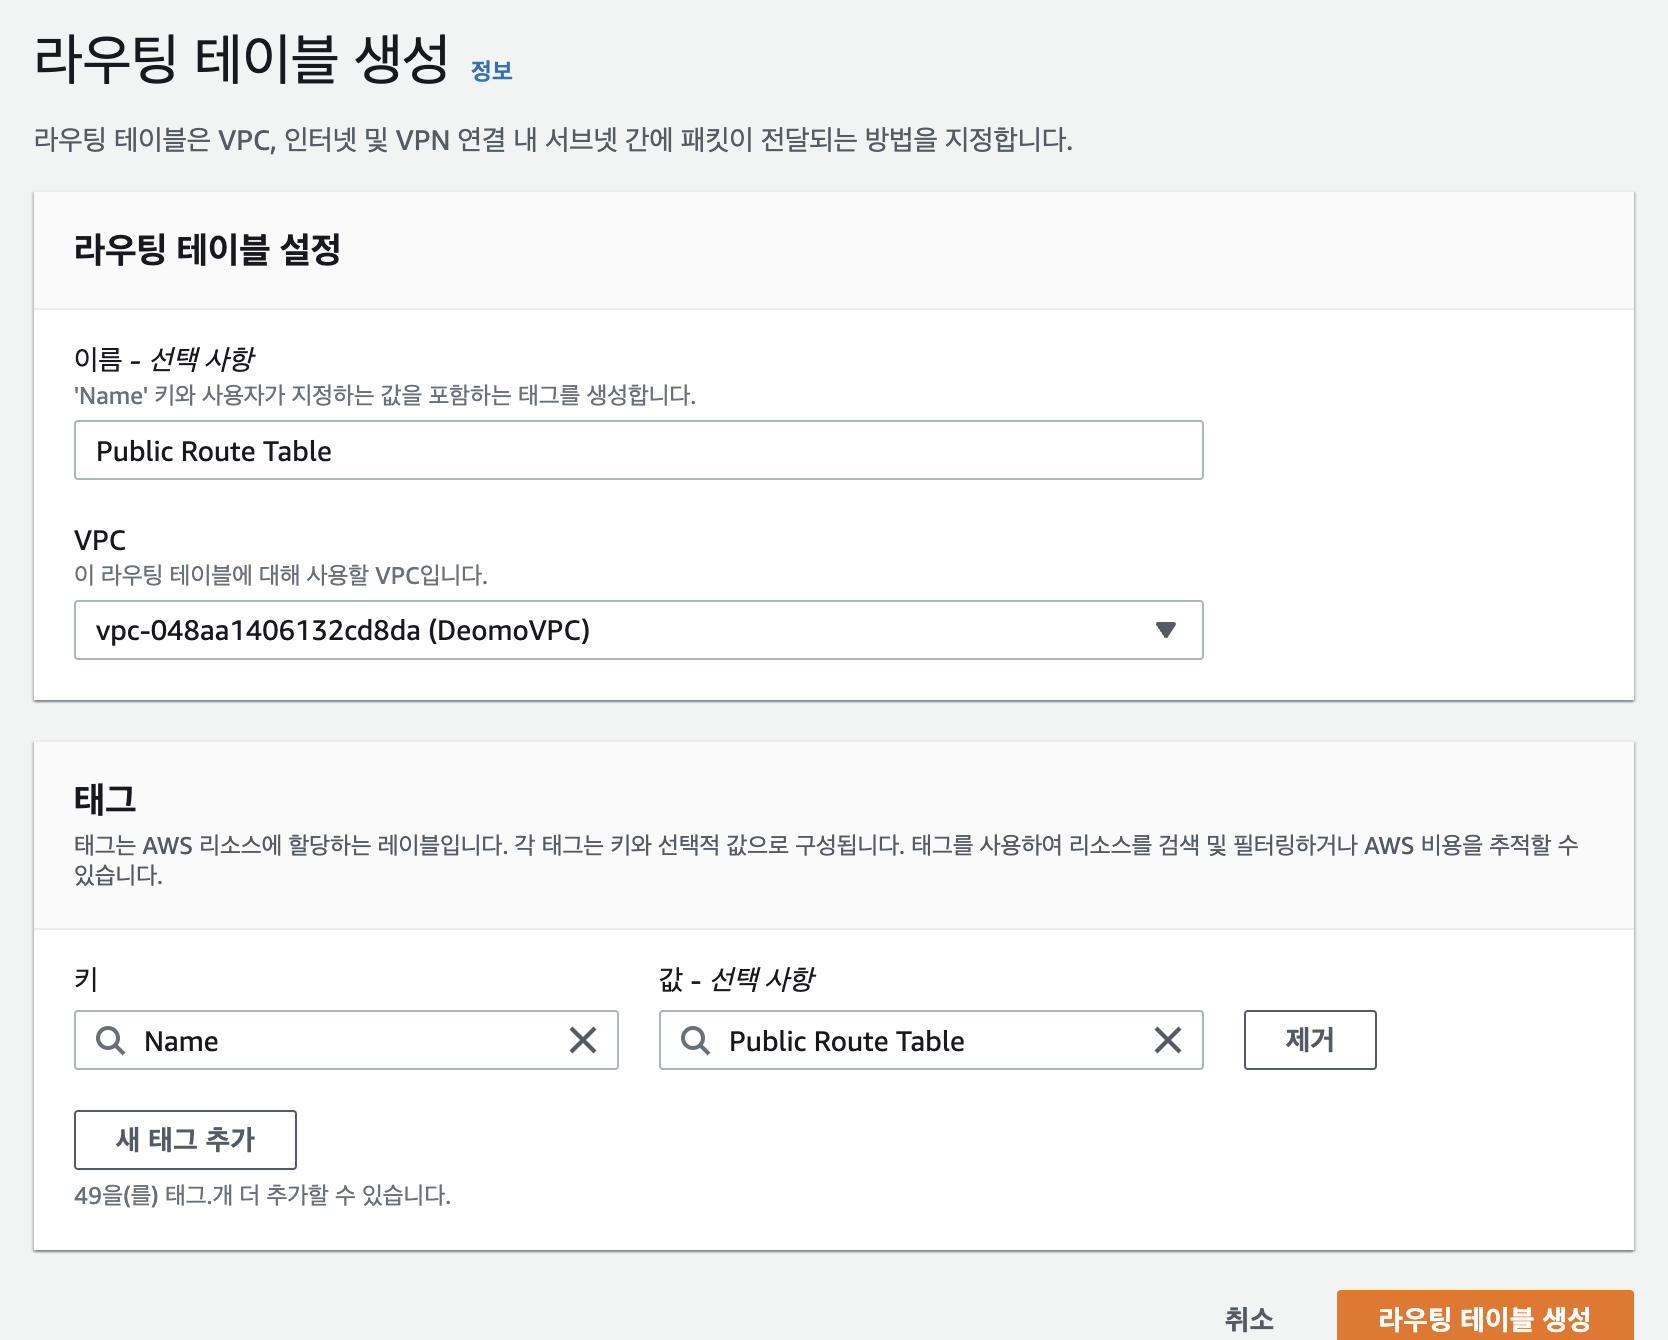 라우팅 테이블 생성 정보
라우팅 테이블은 VPC, 인터넷 및 VPN 연결 내 서브넷 간에 패킷이 전달되는 방법을 지정합니다.
라우팅 테이블 설정
이름 - 선택 사항
'Name' 키와 사용자가 지정하는 값을 포함하는 태그를 생성합니다.
Public Route Table
VPC
이 라우팅 테이블에 대해 사용할 VPC입니다.
vpc-048aa1406132cd8da (DeomoVPC)
태그
태그는 AWS 리소스에 할당하는 레이블입니다. 각 태그는 키와 선택적 값으로 구성됩니다. 태그를 사용하여 리소스를 검색 및 필터링하거나 AWS 비용을 추적할 수
있습니다.
키 값 - 선택 사항
Name Public Route Table 제거
새 태그 추가
49을(를) 태그.개 더 추가할 수 있습니다.
취소 라우팅 테이블 생성